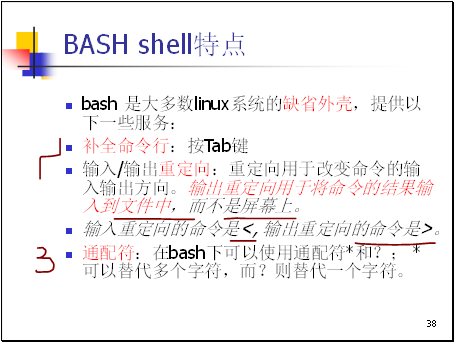 BASH shell特点
bash 是大多数linux系统的缺省外壳，提供以
下一些服务：
补全命令行：按Tab键
输入/输出重定向：重定向用于改变命令的输
入输出方向。输出重定向用于将命令的结果输
入到文件中，而不是屏幕上。
输入重定向的命令是<，输出重定向的命令是>。
3
通配符：在bash下可以使用通配符*和？； *
可以替代多个字符，而？则替代一个字符。
38